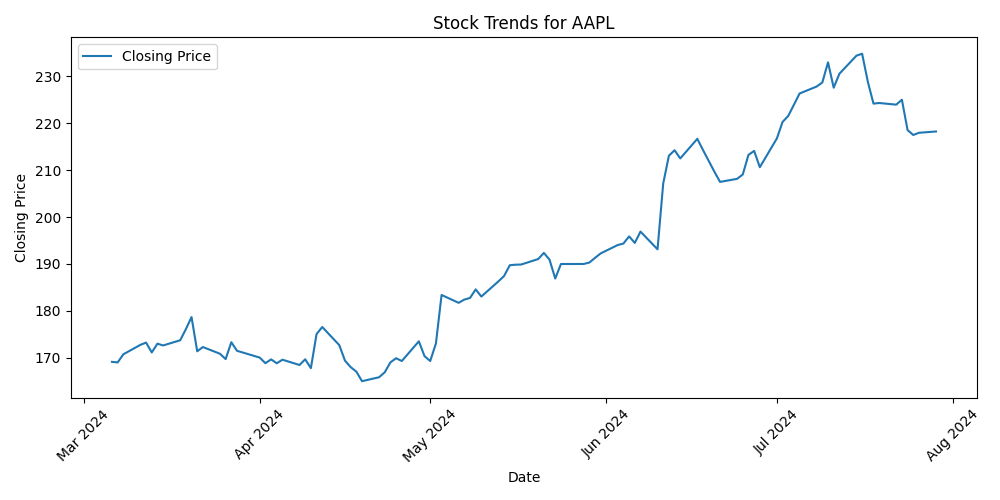 Stock Trends for AAPL
Closing Price
Closing Price
230
220
210
200
190
180
170
Mar 2024
Apr 2024
May 2024
Jun 2024
Jul 2024
Aug 2024
Date